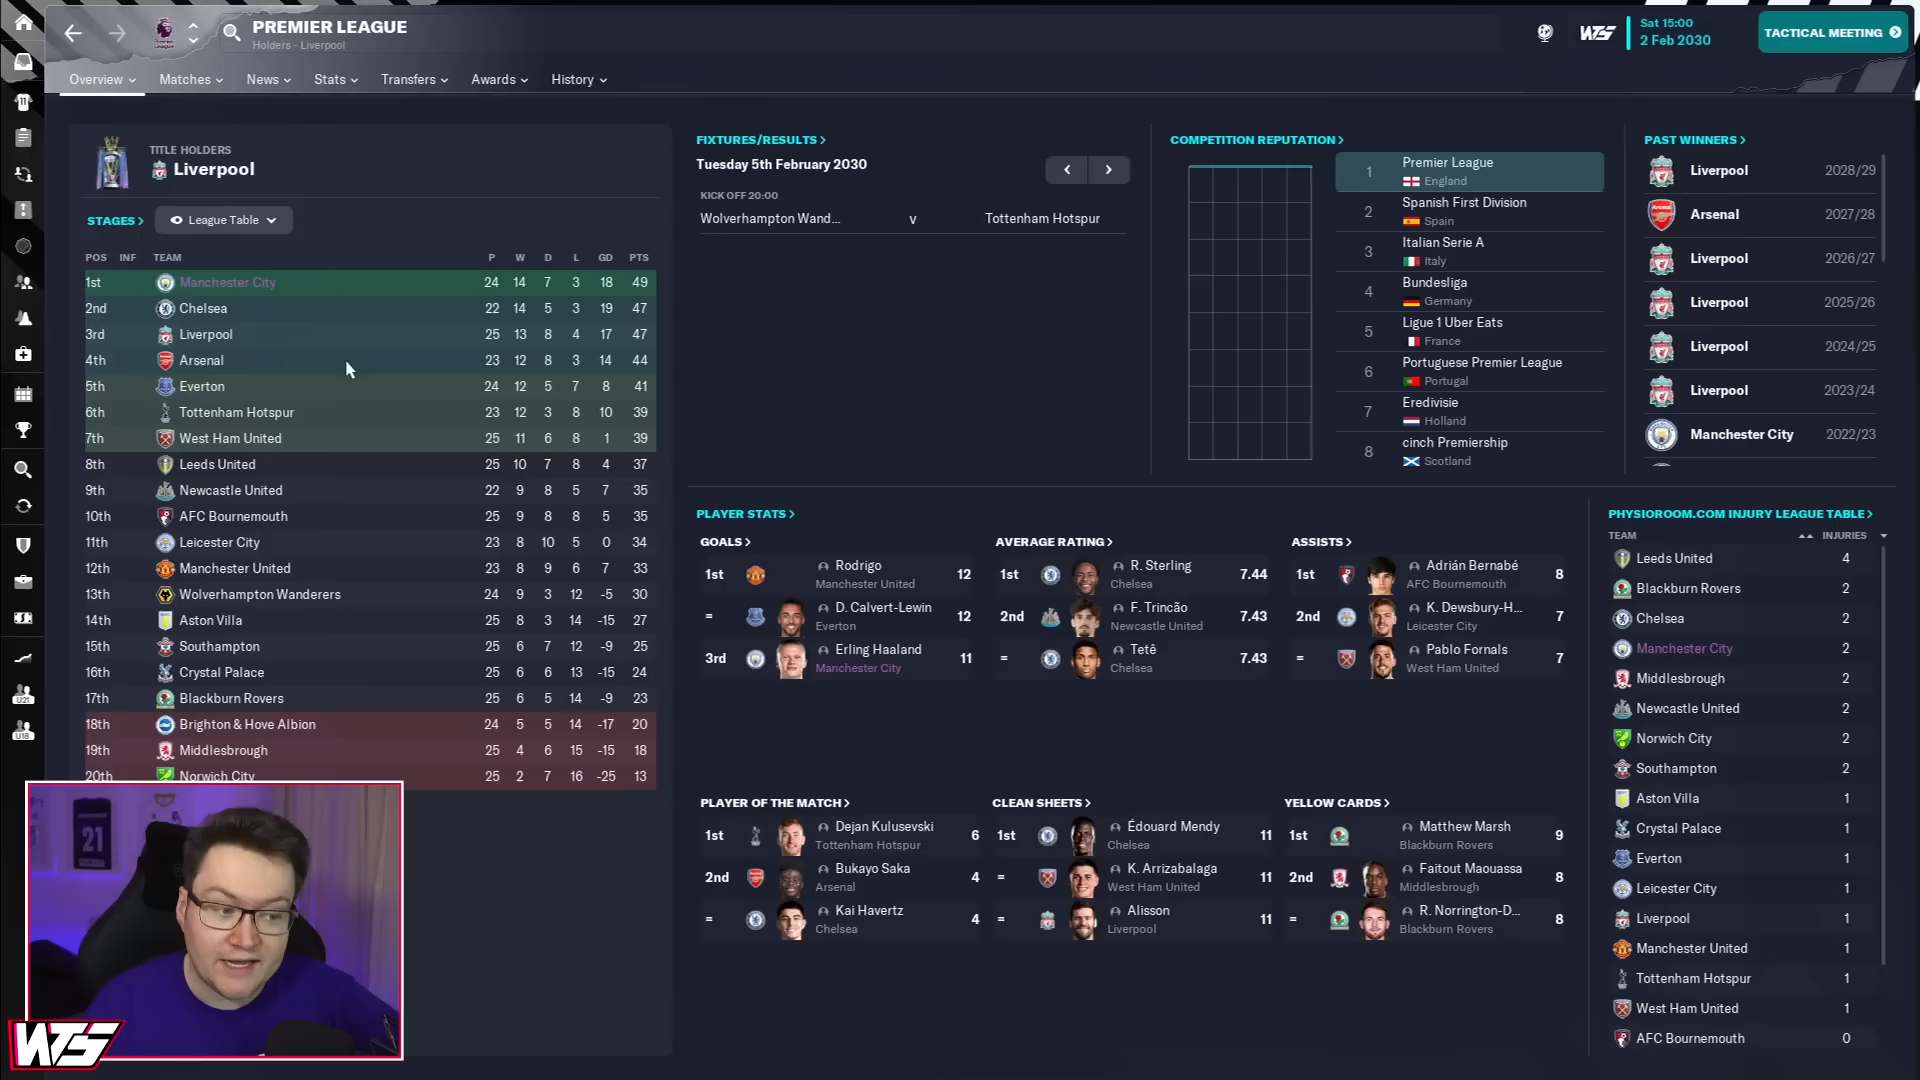 PREMIER LEAGUE
Holders - Liverpool
WTS
Sat 15:00
2 Feb 2030
TACTICAL MEETING
Overview
Matches
News
Stats
Transfers
Awards
History
TITLE HOLDERS
Liverpool
STAGES
League Table
POS INF TEAM P W D L GD PTS
1st Manchester City 24 14 7 3 18 49
2nd Chelsea 22 14 5 3 19 47
3rd Liverpool 25 13 8 4 17 47
4th Arsenal 23 12 8 3 14 44
5th Everton 24 12 5 7 8 41
6th Tottenham Hotspur 23 12 3 8 10 39
7th West Ham United 25 11 6 8 1 39
8th Leeds United 25 10 7 8 4 37
9th Newcastle United 22 9 8 5 7 35
10th AFC Bournemouth 25 9 8 8 5 35
11th Leicester City 23 8 10 5 0 34
12th Manchester United 23 8 9 6 7 33
13th Wolverhampton Wanderers 24 9 3 12 -5 30
14th Aston Villa 25 8 3 14 -15 27
15th Southampton 25 6 7 12 -9 25
16th Crystal Palace 25 6 6 13 -15 24
17th Blackburn Rovers 25 6 5 14 -9 23
18th Brighton & Hove Albion 24 5 5 14 -17 20
19th Middlesbrough 25 4 6 15 -15 18
20th Norwich City 25 2 7 16 -25 13
FIXTURES/RESULTS
Tuesday 5th February 2030
KICK OFF 20:00
Wolverhampton Wand... v Tottenham Hotspur
COMPETITION REPUTATION
1 Premier League
England
2 Spanish First Division
Spain
3 Italian Serie A
Italy
4 Bundesliga
Germany
5 Ligue 1 Uber Eats
France
6 Portuguese Premier League
Portugal
7 Eredivisie
Holland
8 cinch Premiership
Scotland
PAST WINNERS
Liverpool 2028/29
Arsenal 2027/28
Liverpool 2026/27
Liverpool 2025/26
Liverpool 2024/25
Liverpool 2023/24
Manchester City 2022/23
PLAYER STATS
GOALS
1st Rodrigo 12
Manchester United
= D. Calvert-Lewin 12
Everton
3rd Erling Haaland 11
Manchester City
AVERAGE RATING
1st R. Sterling 7.44
Chelsea
2nd F. Trincão 7.43
Newcastle United
= Tetê 7.43
Chelsea
ASSISTS
1st Adrián Bernabé 8
AFC Bournemouth
2nd K. Dewsbury-H... 7
Leicester City
= Pablo Fornals 7
West Ham United
PLAYER OF THE MATCH
1st Dejan Kulusevski 6
Tottenham Hotspur
2nd Bukayo Saka 4
Arsenal
= Kai Havertz 4
Chelsea
CLEAN SHEETS
1st Édouard Mendy 11
Chelsea
= K. Arrizabalaga 11
West Ham United
= Alisson 11
Liverpool
YELLOW CARDS
1st Matthew Marsh 9
Blackburn Rovers
2nd Faitout Maouassa 8
Middlesbrough
= R. Norrington-D... 8
Blackburn Rovers
PHYSIOROOM.COM INJURY LEAGUE TABLE
TEAM INJURIES
Leeds United 4
Blackburn Rovers 2
Chelsea 2
Manchester City 2
Middlesbrough 2
Newcastle United 2
Norwich City 2
Southampton 2
Aston Villa 1
Crystal Palace 1
Everton 1
Leicester City 1
Liverpool 1
Manchester United 1
Tottenham Hotspur 1
West Ham United 1
AFC Bournemouth 0
11
U21
U18
21
WTS